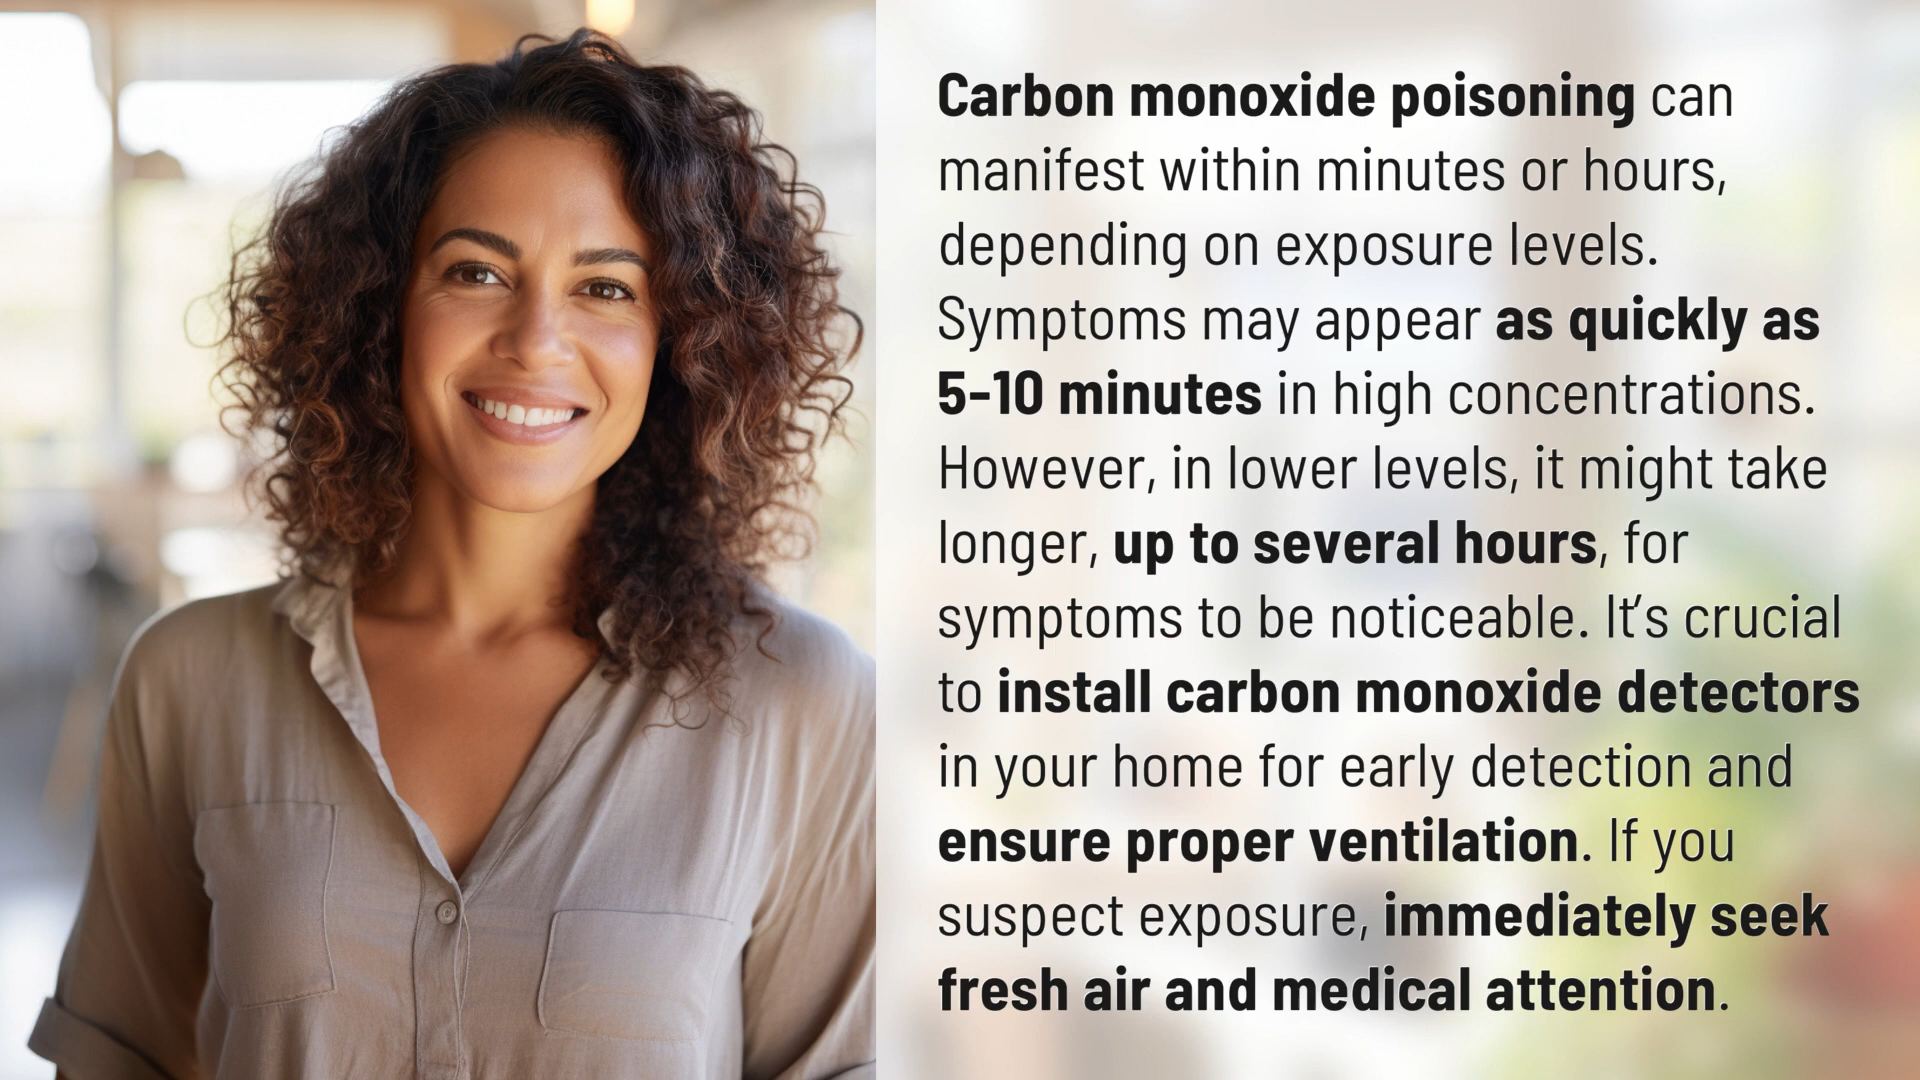 Carbon monoxide poisoning can
manifest within minutes or hours,
depending on exposure levels.
Symptoms may appear as quickly as
5-10 minutes in high concentrations.
However, in lower levels, it might take
longer, up to several hours, for
symptoms to be noticeable. It’s crucial
to install carbon monoxide detectors
in your home for early detection and
ensure proper ventilation. If you
suspect exposure, immediately seek
fresh air and medical attention.